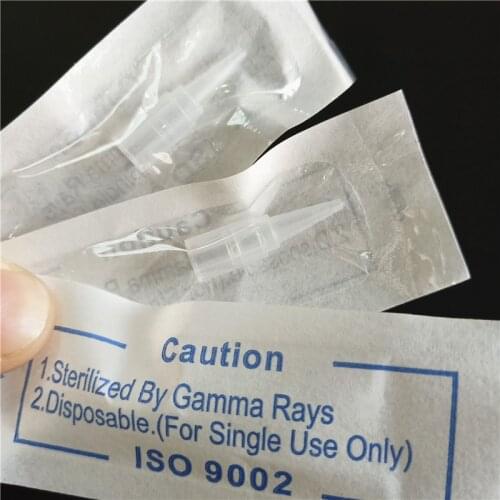 Caution
1.Sterilized By Gamma Rays
2.Disposable.(For Single Use Only)
ISO 9002